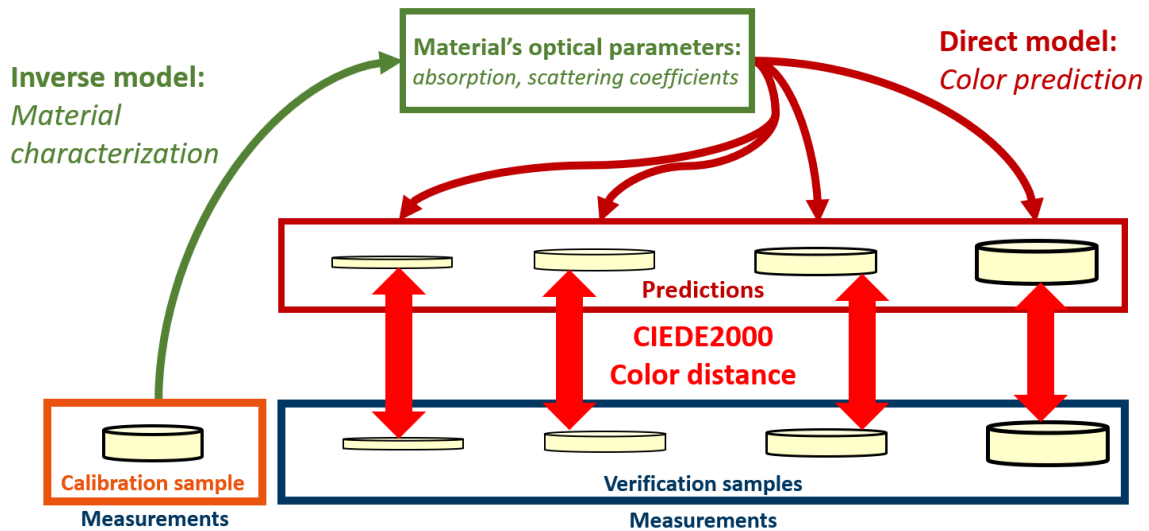 Inverse model:
Material
characterization
Material's optical parameters:
absorption, scattering coefficients
Direct model:
Color prediction
Predictions
CIEDE2000
Color distance
Calibration sample
Measurements
Verification samples
Measurements